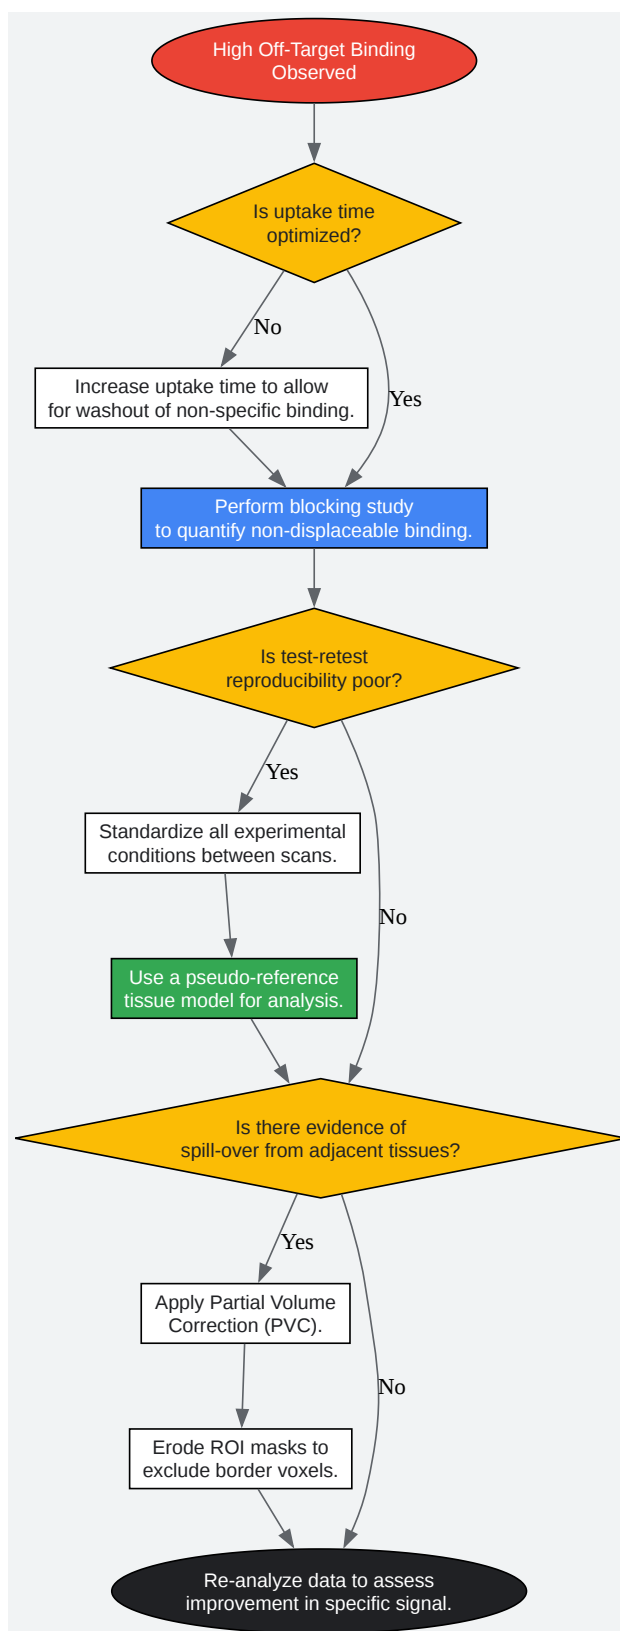 High Off-Target Binding
Observed
Is uptake time
optimized?
No
Increase uptake time to allow
for washout of non-specific binding.
Yes
Perform blocking study
to quantify non-displaceable binding.
Is test-retest
reproducibility poor?
Yes
Standardize all experimental
conditions between scans.
No
Use a pseudo-reference
tissue model for analysis.
Is there evidence of
spill-over from adjacent tissues?
Yes
Apply Partial Volume
Correction (PVC).
No
Erode ROI masks to
exclude border voxels.
Re-analyze data to assess
improvement in specific signal.